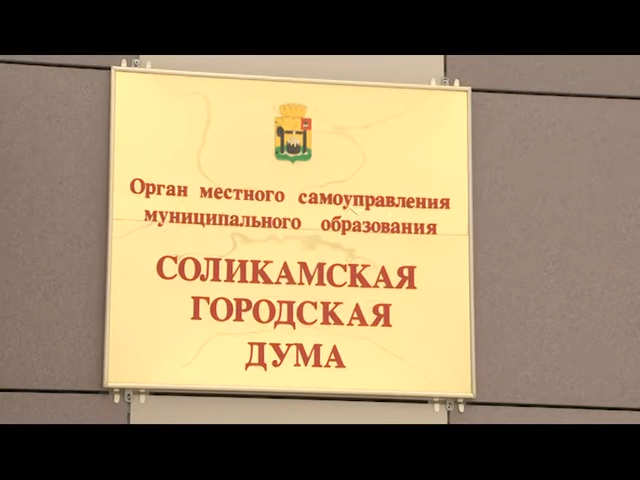 Орган местного самоуправления
муниципального образования
СОЛИКАМСКАЯ
ГОРОДСКАЯ
ДУМА